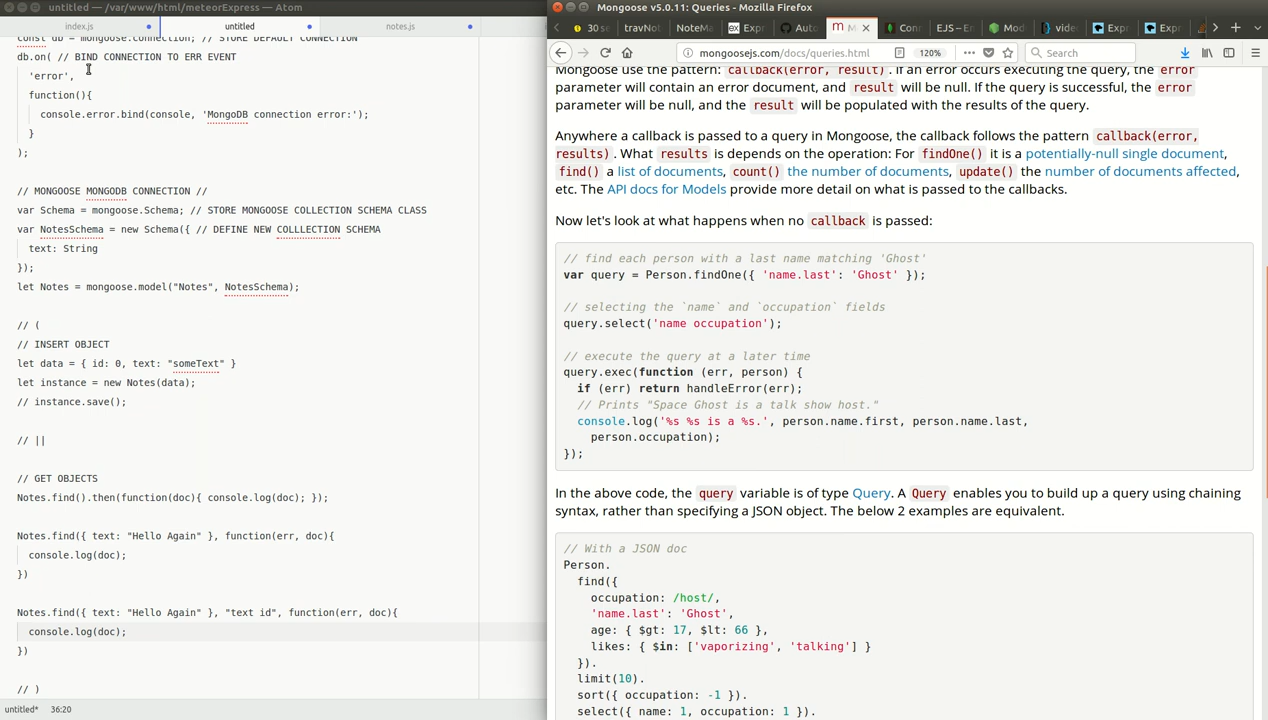 untitled — /var/www/html/meteorExpress — Atom
index.js
untitled
notes.js
const db = mongoose.connection; // STORE DEFAULT CONNECTION
db.on( // BIND CONNECTION TO ERR EVENT
'error',
function(){
console.error.bind(console, 'MongoDB connection error:');
}
);
// MONGOOSE MONGODB CONNECTION //
var Schema = mongoose.Schema; // STORE MONGOOSE COLLECTION SCHEMA CLASS
var NotesSchema = new Schema({ // DEFINE NEW COLLLECTION SCHEMA
text: String
});
let Notes = mongoose.model("Notes", NotesSchema);
// (
// INSERT OBJECT
let data = { id: 0, text: "someText" }
let instance = new Notes(data);
// instance.save();
// ||
// GET OBJECTS
Notes.find().then(function(doc){ console.log(doc); });
Notes.find({ text: "Hello Again" }, function(err, doc){
console.log(doc);
})
Notes.find({ text: "Hello Again" }, "text id", function(err, doc){
console.log(doc);
})
// )
untitled* 36:20
Mongoose v5.0.11: Queries - Mozilla Firefox
30 se
travNot
NoteMa
Expr
Auto
M
Con
EJS – En
Mod
vide
Expr
Expr
mongoosejs.com/docs/queries.html
120%
Search
Mongoose use the pattern: callback(error, result). If an error occurs executing the query, the error
parameter will contain an error document, and result will be null. If the query is successful, the error
parameter will be null, and the result will be populated with the results of the query.
Anywhere a callback is passed to a query in Mongoose, the callback follows the pattern callback(error,
results). What results is depends on the operation: For findOne() it is a potentially-null single document,
find() a list of documents, count() the number of documents, update() the number of documents affected,
etc. The API docs for Models provide more detail on what is passed to the callbacks.
Now let's look at what happens when no callback is passed:
// find each person with a last name matching 'Ghost'
var query = Person.findOne({ 'name.last': 'Ghost' });
// selecting the `name` and `occupation` fields
query.select('name occupation');
// execute the query at a later time
query.exec(function (err, person) {
if (err) return handleError(err);
// Prints "Space Ghost is a talk show host."
console.log('%s %s is a %s.', person.name.first, person.name.last,
person.occupation);
});
In the above code, the query variable is of type Query. A Query enables you to build up a query using chaining
syntax, rather than specifying a JSON object. The below 2 examples are equivalent.
// With a JSON doc
Person.
find({
occupation: /host/,
'name.last': 'Ghost',
age: { $gt: 17, $lt: 66 },
likes: { $in: ['vaporizing', 'talking'] }
}).
limit(10).
sort({ occupation: -1 }).
select({ name: 1, occupation: 1 }).